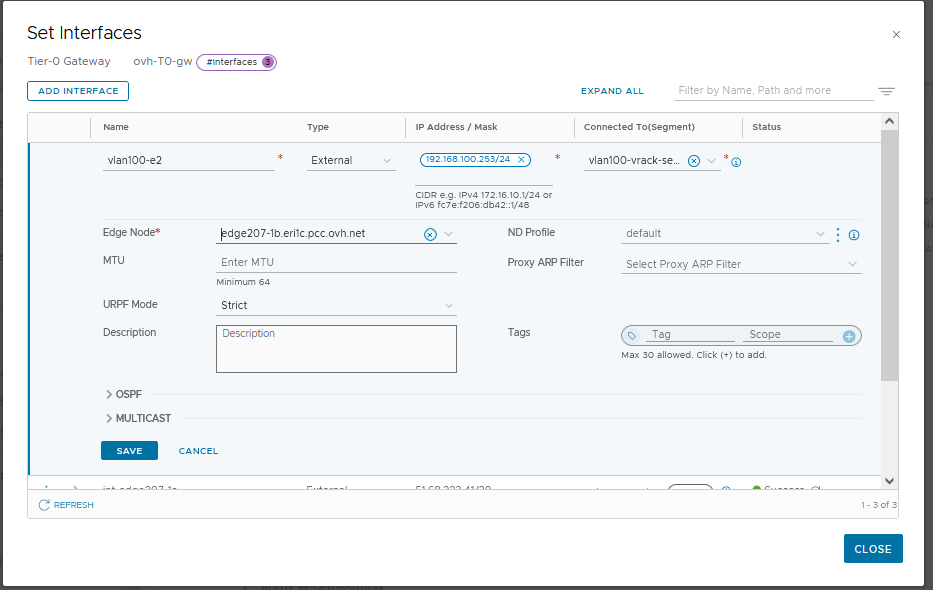 Set Interfaces
Tier-0 Gateway ovh-T0-gw #Interfaces 3
ADD INTERFACE EXPAND ALL Filter by Name, Path and more
Name Type IP Address / Mask Connected To(Segment) Status
vlan100-e2 * External 192.168.100.253/24 * vlan100-vrack-se... *
CIDR e.g. IPv4 172.16.10.1/24 or
IPv6 fc7e:f206:db42::1/48
Edge Node* edge207-1b.eri1c.pcc.ovh.net ND Profile default
MTU Enter MTU Proxy ARP Filter Select Proxy ARP Filter
Minimum 64
URPF Mode Strict
Description Description Tags Tag Scope
Max 30 allowed. Click (+) to add.
OSPF
MULTICAST
SAVE CANCEL
External Success
REFRESH 1 - 3 of 3
CLOSE